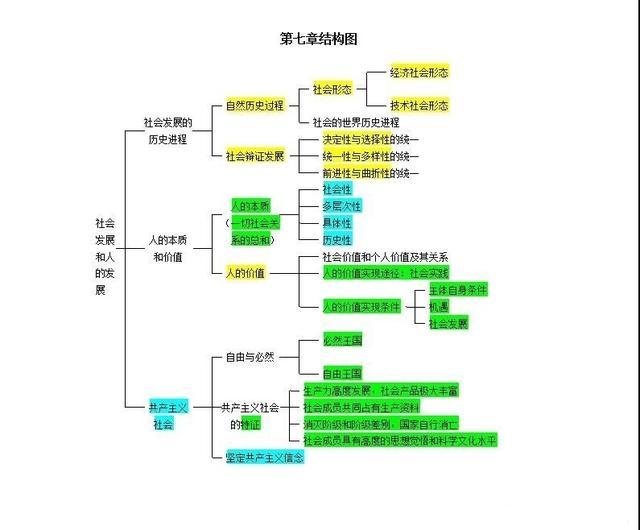 第七章结构图
社会
发展
和人
的发
展
社会发展的
历史进程
自然历史过程
社会形态
经济社会形态
技术社会形态
社会的世界历史进程
社会辩证发展
决定性与选择性的统一
统一性与多样性的统一
前进性与曲折性的统一
人的本质
和价值
人的本质
(一切社会关
系的总和)
社会性
多层次性
具体性
历史性
人的价值
社会价值和个人价值及其关系
人的价值实现途径:社会实践
人的价值实现条件
主体自身条件
机遇
社会发展
共产主义
社会
自由与必然
必然王国
自由王国
共产主义社会
的特征
生产力高度发展,社会产品极大丰富
社会成员共同占有生产资料
消灭阶级和阶级差别,国家自行消亡
社会成员具有高度的思想觉悟和科学文化水平
坚定共产主义信念